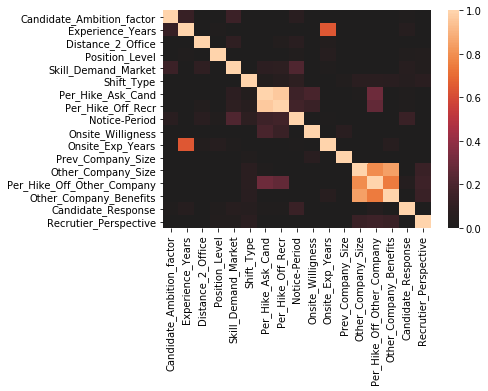 Candidate_Ambition_factor
Experience_Years
Distance_2_Office
Position_Level
Skill_Demand_Market
Shift_Type
Per_Hike_Ask_Cand
Per_Hike_Off_Recr
Notice-Period
Onsite_Willigness
Onsite_Exp_Years
Prev_Company_Size
Other_Company_Size
Per_Hike_Off_Other_Company
Other_Company_Benefits
Candidate_Response
Recrutier_Perspective
Candidate_Ambition_factor
Experience_Years
Distance_2_Office
Position_Level
Skill_Demand_Market
Shift_Type
Per_Hike_Ask_Cand
Per_Hike_Off_Recr
Notice-Period
Onsite_Willigness
Onsite_Exp_Years
Prev_Company_Size
Other_Company_Size
Per_Hike_Off_Other_Company
Other_Company_Benefits
Candidate_Response
Recrutier_Perspective
1.0
0.8
0.6
0.4
0.2
0.0